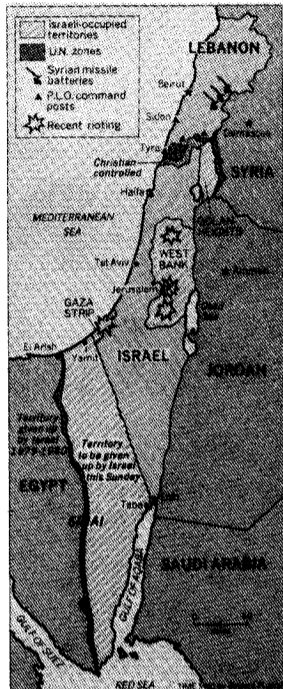 Israeli-occupied
territories
U.N. zones
Syrian missile
batteries
P.L.O. command
posts
Recent rioting
LEBANON
Beirut
Sidon
Damascus
Tyre
Christian
controlled
SYRIA
Haifa
GOLAN
HEIGHTS
MEDITERRANEAN
SEA
WEST
BANK
Tel Aviv
Amman
Jerusalem
Dead
Sea
GAZA
STRIP
El Arish
Yamit
ISRAEL
JORDAN
Territory
given up
by Israel
1979-1980
Territory
to be given
up by Israel
this Sunday
EGYPT
SINAI
Taba
GULF OF AQABA
SAUDI ARABIA
GULF OF SUEZ
RED SEA
TIME